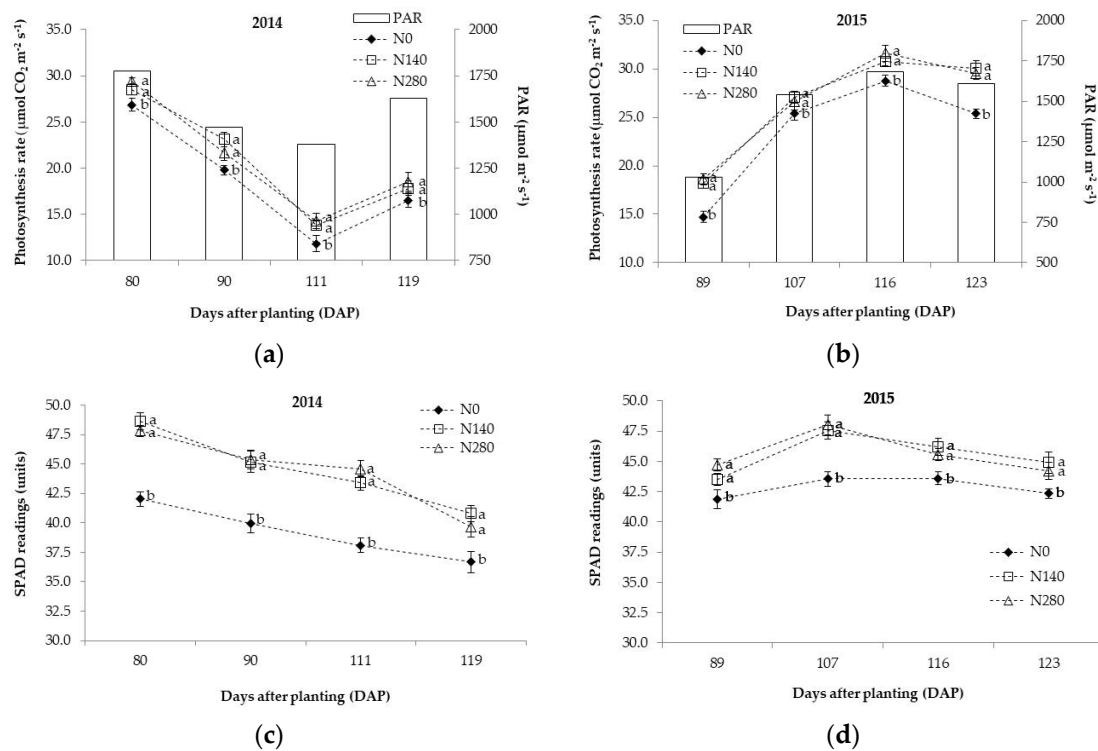 2014
PAR
N0
N140
N280
Photosynthesis rate (µmol CO₂ m⁻² s⁻¹)
35.0
30.0
25.0
20.0
15.0
10.0
2000
1750
1500
1250
1000
750
PAR
(µmol m⁻² s⁻¹)
a
a
b
a
a
b
a
a
b
a
a
b
80 90 111 119
Days after planting (DAP)
(a)
2015
PAR
N0
N140
N280
Photosynthesis rate (µmol CO₂ m⁻² s⁻¹)
35.0
30.0
25.0
20.0
15.0
10.0
2000
1750
1500
1250
1000
750
500
PAR
(µmol m⁻² s⁻¹)
a
a
b
a
a
b
a
a
b
a
a
b
89 107 116 123
Days after planting (DAP)
(b)
2014
N0
N140
N280
SPAD readings (units)
50.0
47.5
45.0
42.5
40.0
37.5
35.0
32.5
30.0
a
a
b
a
a
b
a
a
b
a
a
b
80 90 111 119
Days after planting (DAP)
(c)
2015
N0
N140
N280
SPAD readings (units)
50.0
47.5
45.0
42.5
40.0
37.5
35.0
32.5
30.0
a
a
b
a
a
b
a
a
b
a
a
b
89 107 116 123
Days after planting (DAP)
(d)